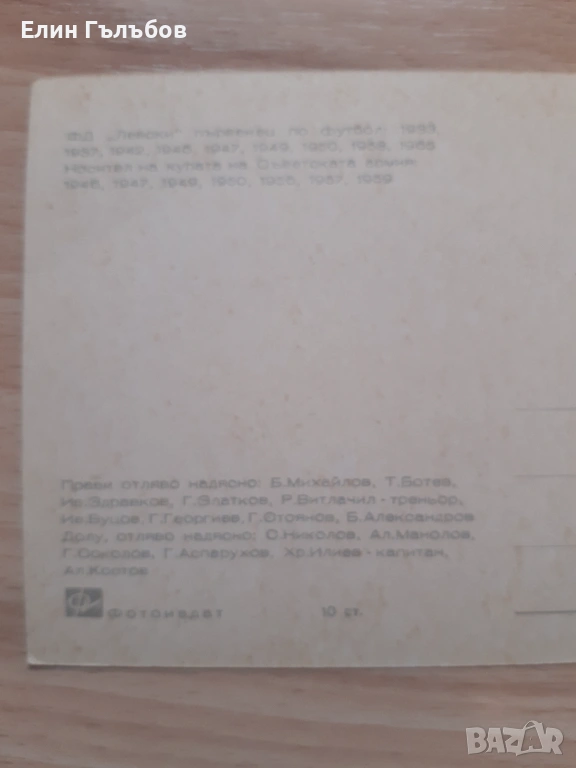 Елин Гълъбов
ФД „Левски" първенец по футбол: 1933,
1937, 1942, 1946, 1947, 1949, 1950, 1953, 1965
Носител на купата на Съветската армия:
1946, 1947, 1949, 1950, 1956, 1957, 1959
Прави отляво надясно: Б.Михайлов, Т.Ботев,
Ив.Здравков, Г.Златков, Р.Витлачил - треньор,
Ив.Вуцов, Г.Георгиев, Г.Стоянов, Б.Александров
Долу, отляво надясно: С.Николов, Ал.Манолов,
Г.Соколов, Г.Аспарухов, Хр.Илиев - капитан,
Ал.Костов
Фотоиздат 10 ст.
BAZAR